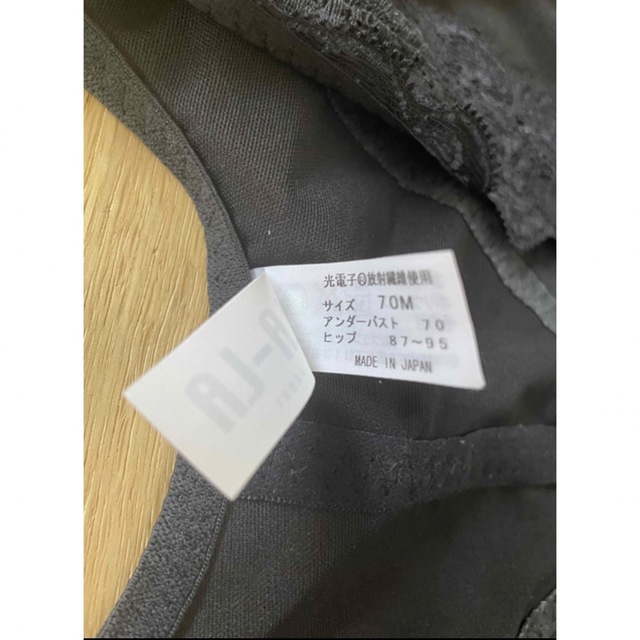 光電子®放射繊維使用
サイズ 70M
アンダーバスト 70
ヒップ 87~95
MADE IN JAPAN